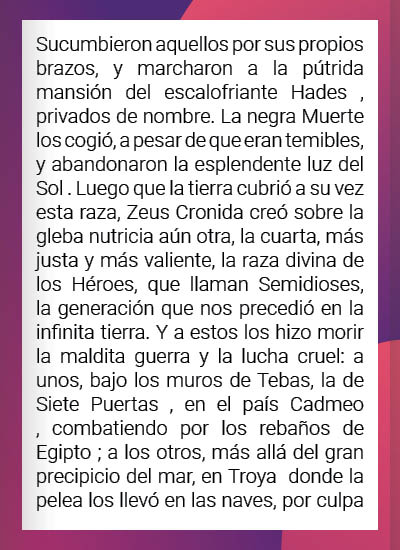 Sucumbieron aquellos por sus propios
brazos, y marcharon a la pútrida
mansión del escalofriante Hades ,
privados de nombre. La negra Muerte
los cogió, a pesar de que eran temibles,
y abandonaron la esplendente luz del
Sol . Luego que la tierra cubrió a su vez
esta raza, Zeus Cronida creó sobre la
gleba nutricia aún otra, la cuarta, más
justa y más valiente, la raza divina de
los Héroes, que llaman Semidioses,
la generación que nos precedió en la
infinita tierra. Y a estos los hizo morir
la maldita guerra y la lucha cruel: a
unos, bajo los muros de Tebas, la de
Siete Puertas , en el país Cadmeo
, combatiendo por los rebaños de
Egipto ; a los otros, más allá del gran
precipicio del mar, en Troya donde la
pelea los llevó en las naves, por culpa